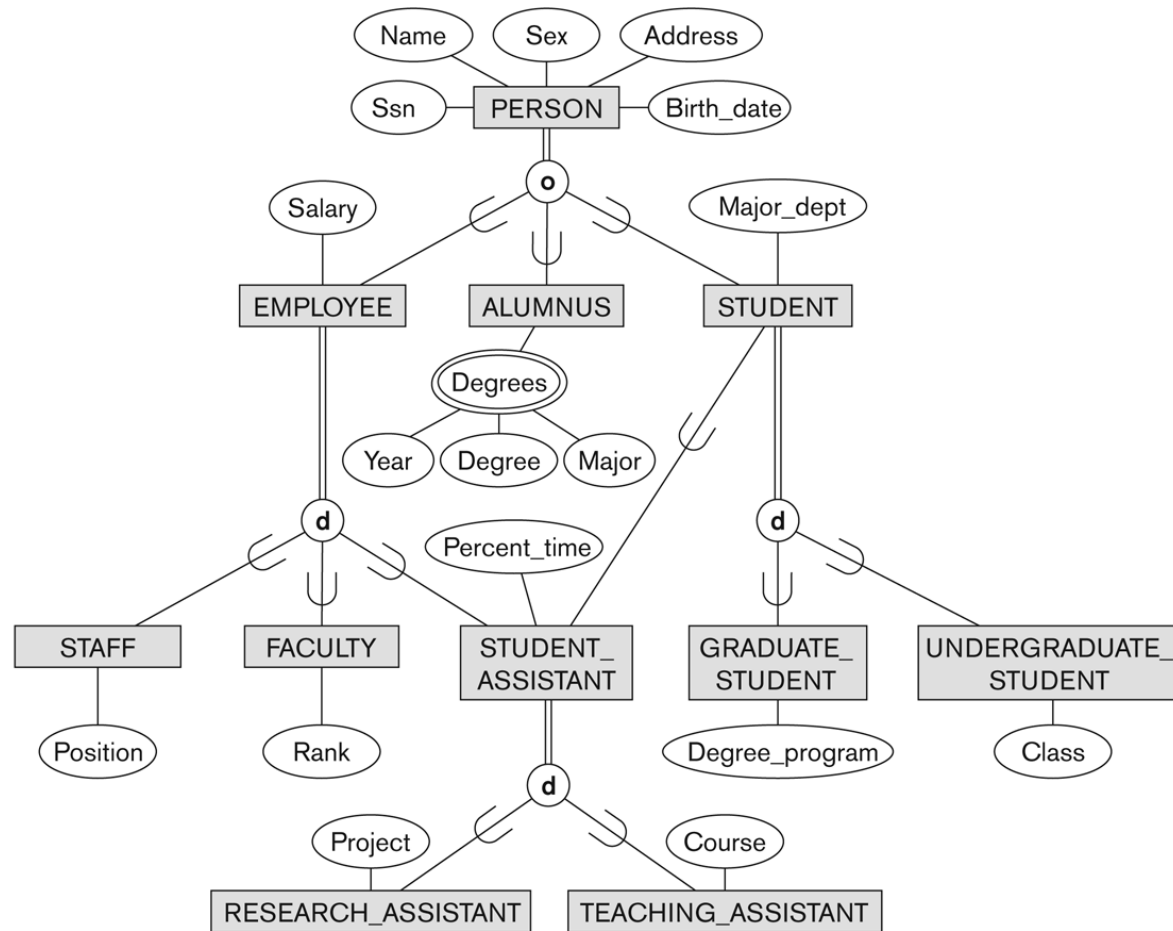 Name
Sex
Address
Ssn
PERSON
Birth_date
o
Salary
Major_dept
EMPLOYEE
ALUMNUS
STUDENT
Degrees
Year
Degree
Major
d
d
Percent_time
STAFF
FACULTY
STUDENT_
ASSISTANT
GRADUATE_
STUDENT
UNDERGRADUATE_
STUDENT
Position
Rank
Degree_program
Class
d
Project
Course
RESEARCH_ASSISTANT
TEACHING_ASSISTANT